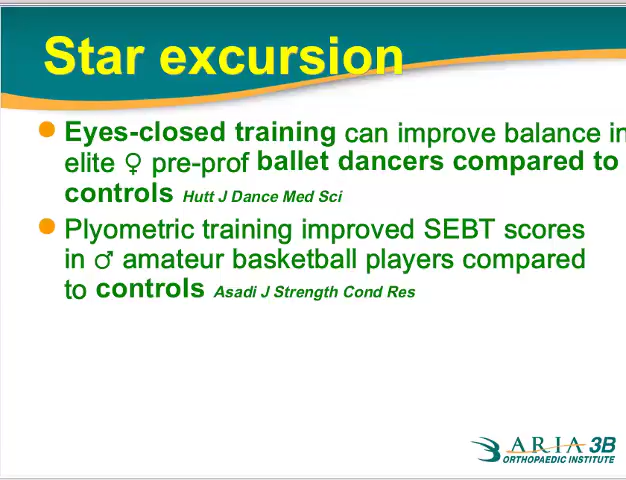 Star excursion
Eyes-closed training can improve balance in
elite ♀ pre-prof ballet dancers compared to
controls Hutt J Dance Med Sci
Plyometric training improved SEBT scores
in ♂ amateur basketball players compared
to controls Asadi J Strength Cond Res
ARIA 3B
ORTHOPAEDIC INSTITUTE